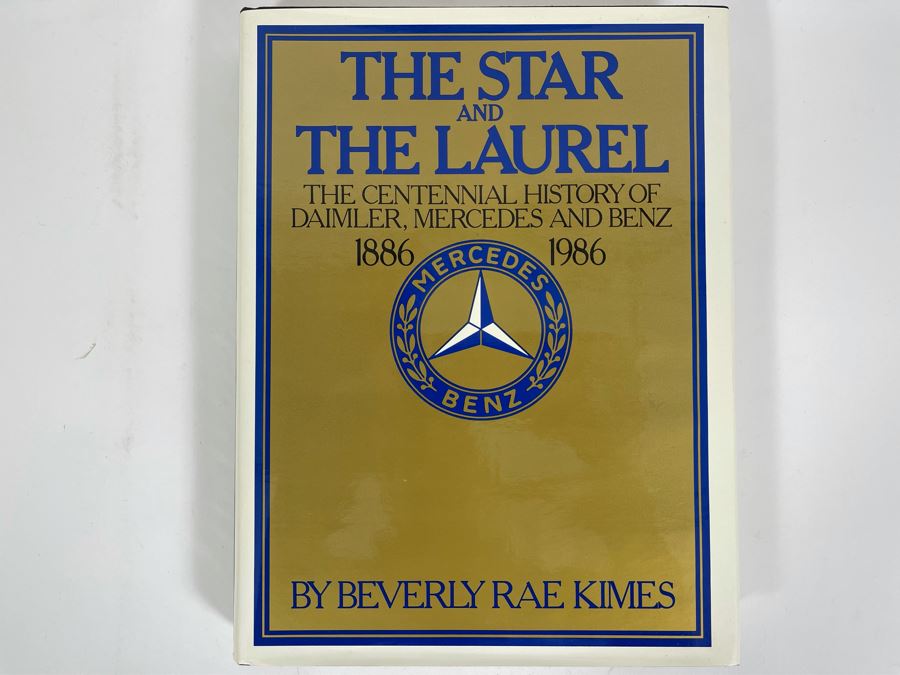 THE STAR
AND
THE LAUREL
THE CENTENNIAL HISTORY OF
DAIMLER, MERCEDES AND BENZ
1886 1986
MERCEDES
BENZ
BY BEVERLY RAE KIMES